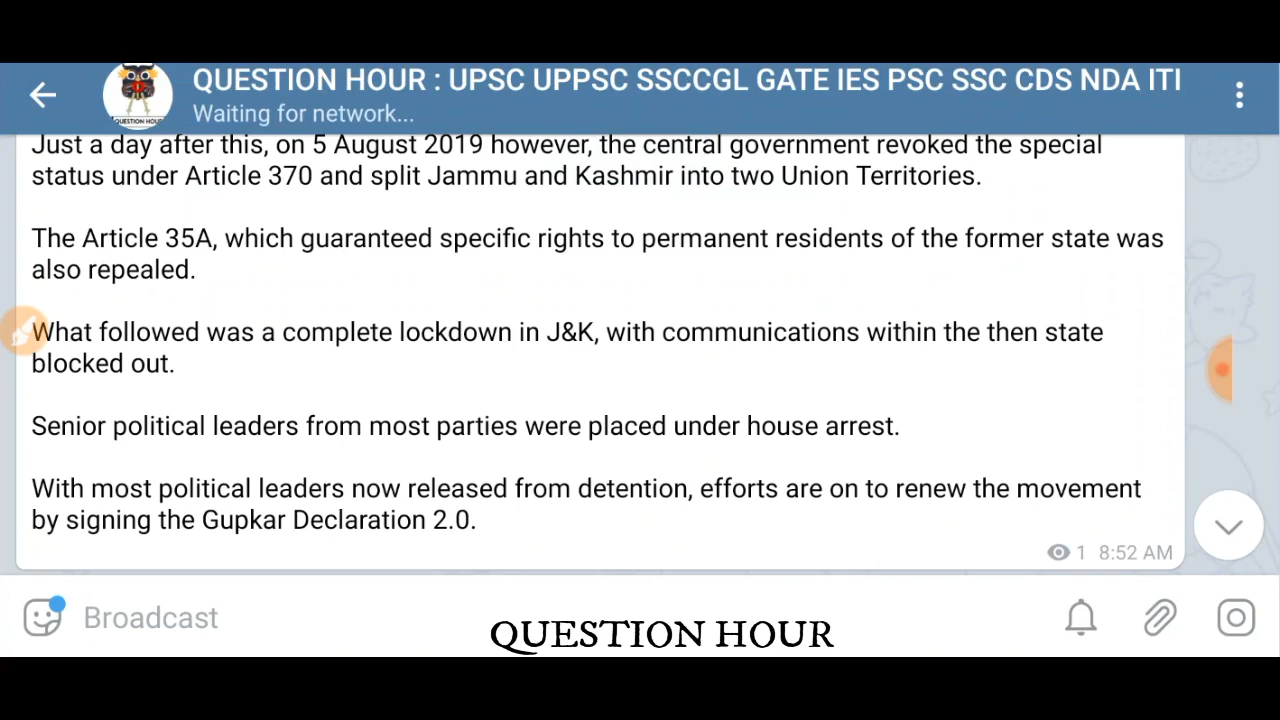 QUESTION HOUR : UPSC UPPSC SSCCGL GATE IES PSC SSC CDS NDA ITI
Waiting for network...
QUESTION HOUR
Just a day after this, on 5 August 2019 however, the central government revoked the special
status under Article 370 and split Jammu and Kashmir into two Union Territories.
The Article 35A, which guaranteed specific rights to permanent residents of the former state was
also repealed.
What followed was a complete lockdown in J&K, with communications within the then state
blocked out.
Senior political leaders from most parties were placed under house arrest.
With most political leaders now released from detention, efforts are on to renew the movement
by signing the Gupkar Declaration 2.0.
1 8:52 AM
Broadcast
QUESTION HOUR